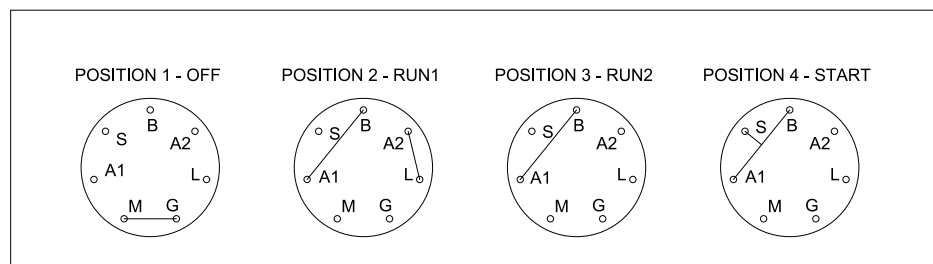 POSITION 1 - OFF
POSITION 2 - RUN1
POSITION 3 - RUN2
POSITION 4 - START
B
S
A2
A1
L
M
G
B
S
A2
A1
L
M
G
B
S
A2
A1
L
M
G
B
S
A2
A1
L
M
G